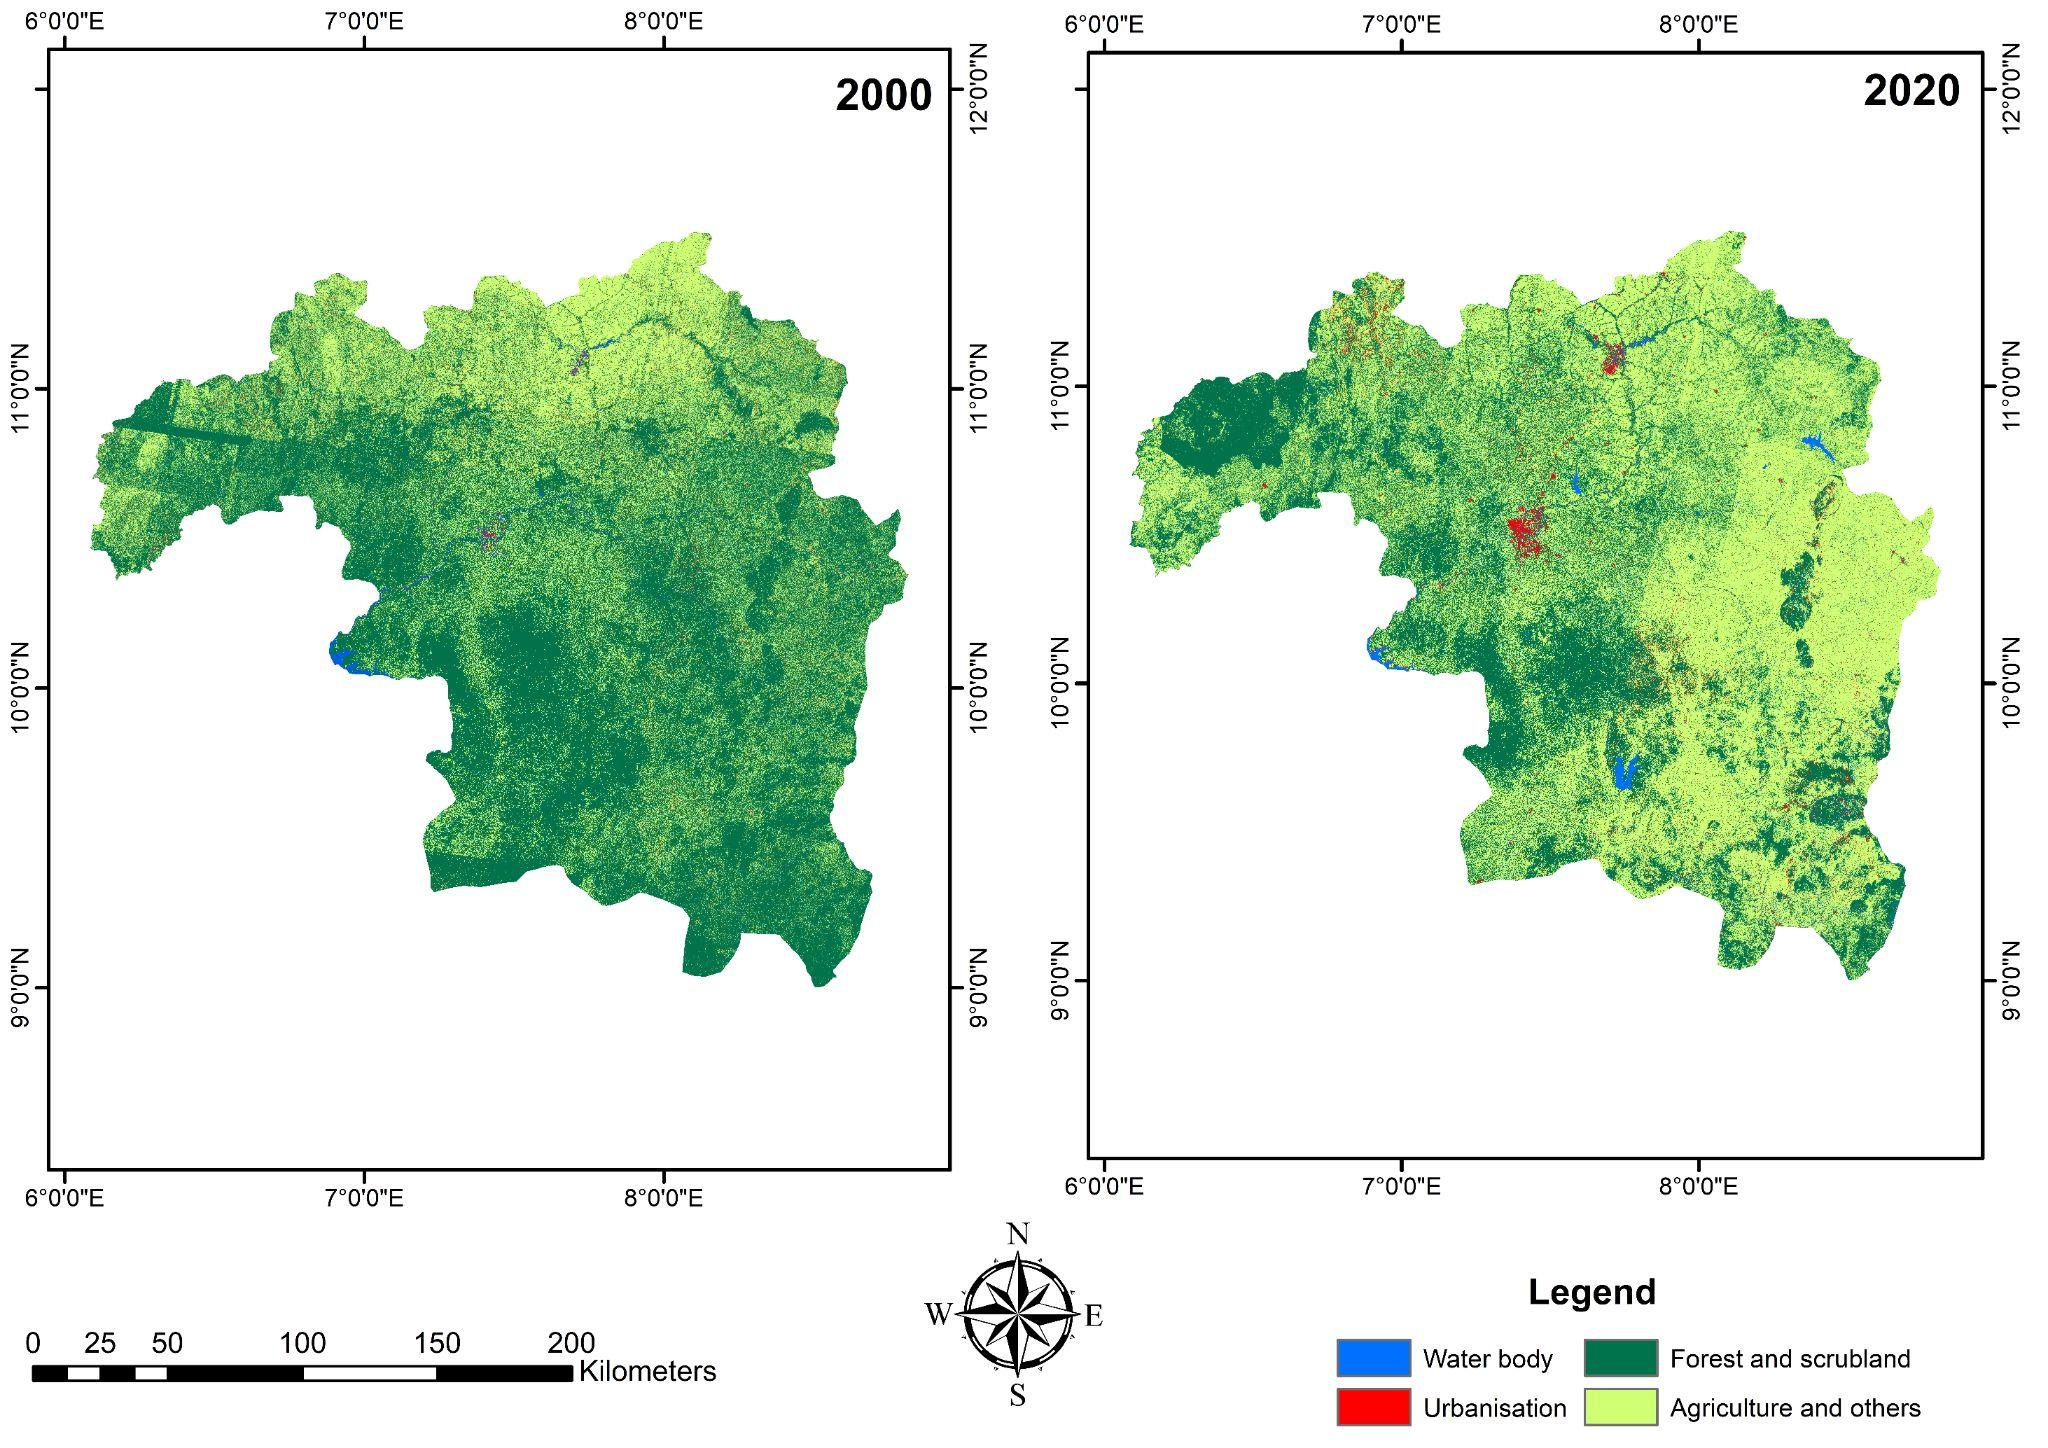 6°0'0"E 7°0'0"E 8°0'0"E
2000
12°0'0"N
11°0'0"N
11°0'0"N
10°0'0"N
10°0'0"N
9°0'0"N
9°0'0"N
6°0'0"E 7°0'0"E 8°0'0"E
6°0'0"E 7°0'0"E 8°0'0"E
2020
12°0'0"N
11°0'0"N
11°0'0"N
10°0'0"N
10°0'0"N
9°0'0"N
9°0'0"N
6°0'0"E 7°0'0"E 8°0'0"E
0 25 50 100 150 200
Kilometers
N
W E
S
Legend
Water body
Forest and scrubland
Urbanisation
Agriculture and others